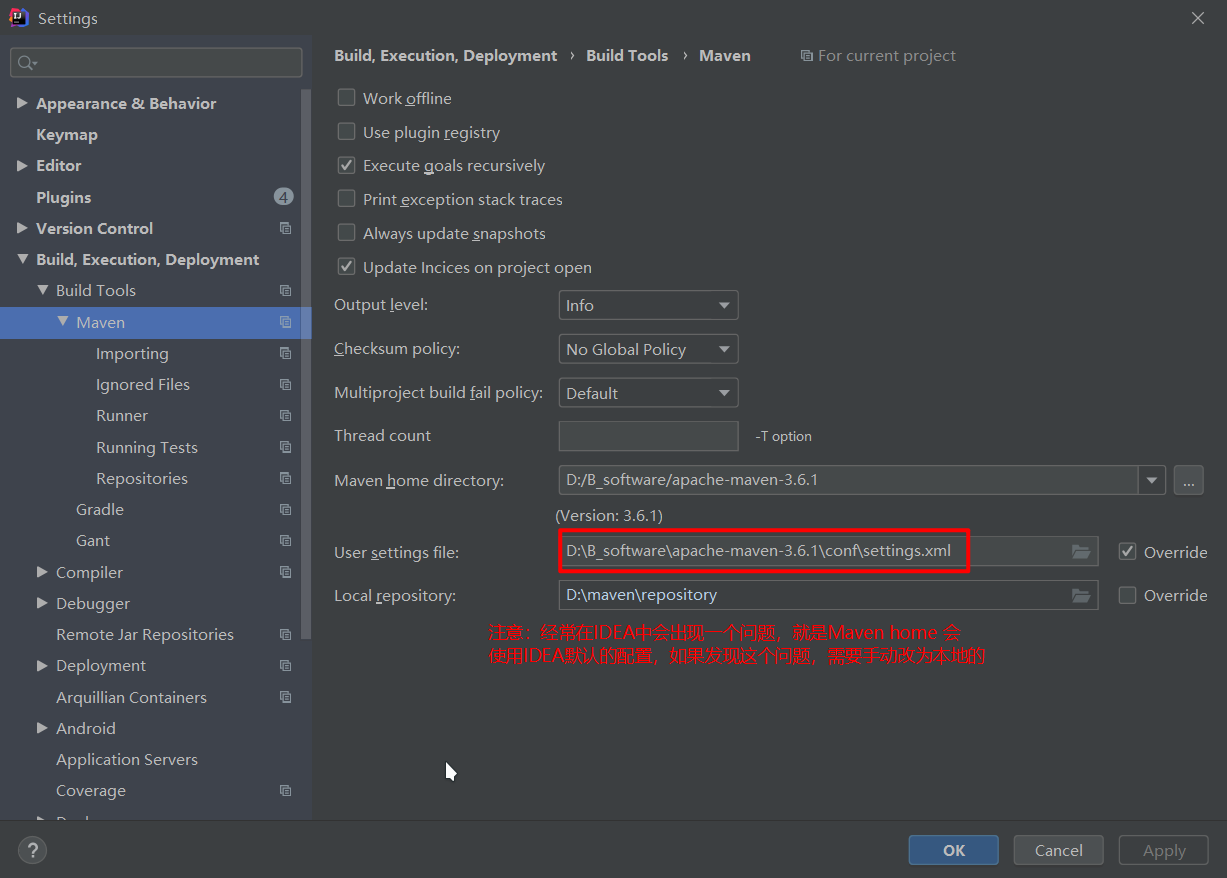 Settings
Appearance & Behavior
Keymap
Editor
Plugins 4
Version Control
Build, Execution, Deployment
Build Tools
Maven
Importing
Ignored Files
Runner
Running Tests
Repositories
Gradle
Gant
Compiler
Debugger
Remote Jar Repositories
Deployment
Arquillian Containers
Android
Application Servers
Coverage
Build, Execution, Deployment › Build Tools › Maven For current project
Work offline
Use plugin registry
Execute goals recursively
Print exception stack traces
Always update snapshots
Update Incices on project open
Output level: Info
Checksum policy: No Global Policy
Multiproject build fail policy: Default
Thread count -T option
Maven home directory: D:/B_software/apache-maven-3.6.1 ...
(Version: 3.6.1)
User settings file: D:\B_software\apache-maven-3.6.1\conf\settings.xml Override
Local repository: D:\maven\repository Override
注意：经常在IDEA中会出现一个问题，就是Maven home 会
使用IDEA默认的配置，如果发现这个问题，需要手动改为本地的
? OK Cancel Apply